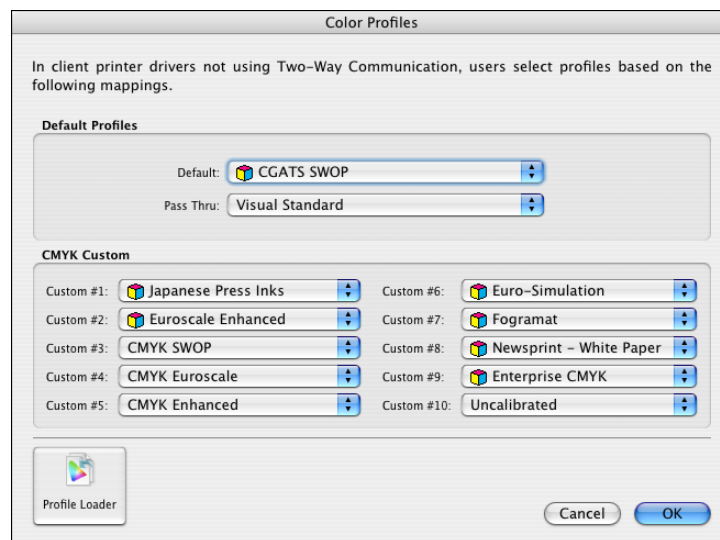 Color Profiles
In client printer drivers not using Two-Way Communication, users select profiles based on the
following mappings.
Default Profiles
Default: CGATS SWOP
Pass Thru: Visual Standard
CMYK Custom
Custom #1: Japanese Press Inks
Custom #2: Euroscale Enhanced
Custom #3: CMYK SWOP
Custom #4: CMYK Euroscale
Custom #5: CMYK Enhanced
Custom #6: Euro-Simulation
Custom #7: Fogramat
Custom #8: Newsprint - White Paper
Custom #9: Enterprise CMYK
Custom #10: Uncalibrated
Profile Loader
Cancel
OK